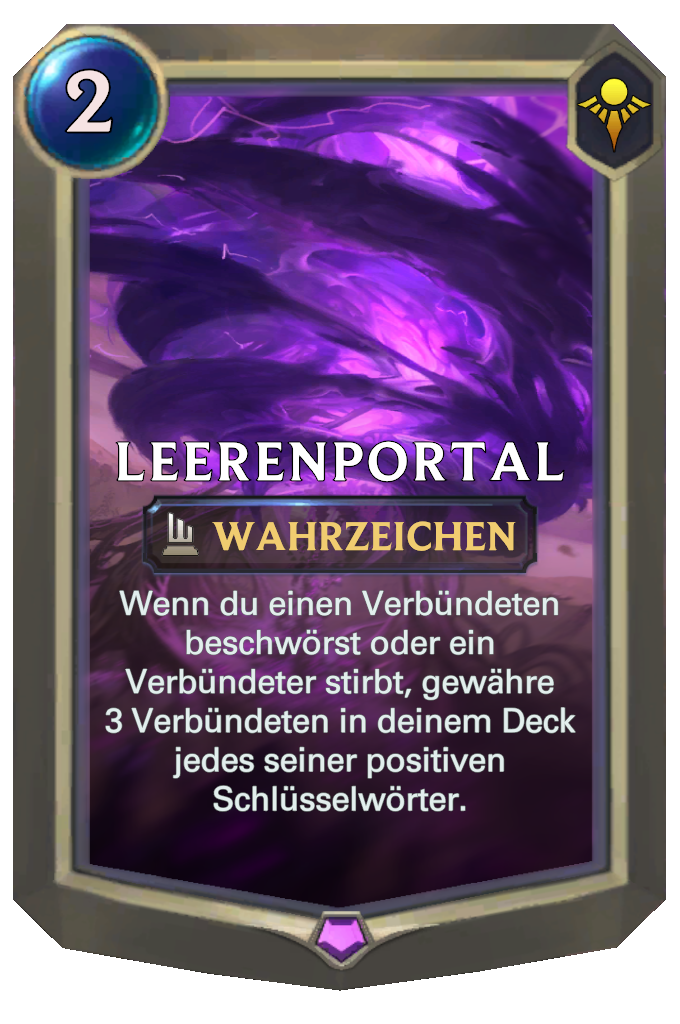 2
LEERENPORTAL
WAHRZEICHEN
Wenn du einen Verbündeten
beschwörst oder ein
Verbündeter stirbt, gewähre
3 Verbündeten in deinem Deck
jedes seiner positiven
Schlüsselwörter.